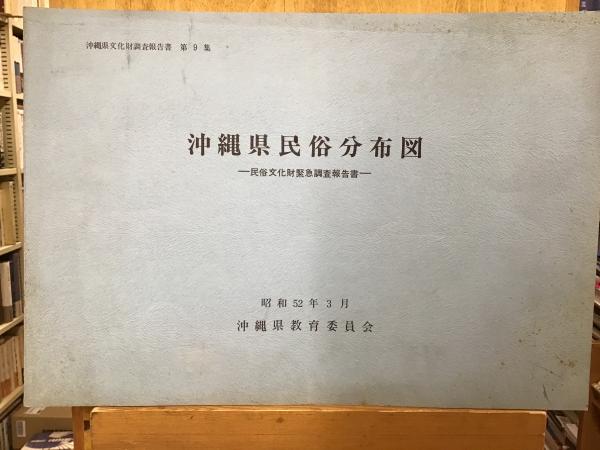 沖縄県文化財調査報告書 第9集
沖縄県民俗分布図
―民俗文化財緊急調査報告書―
昭和52年3月
沖縄県教育委員会